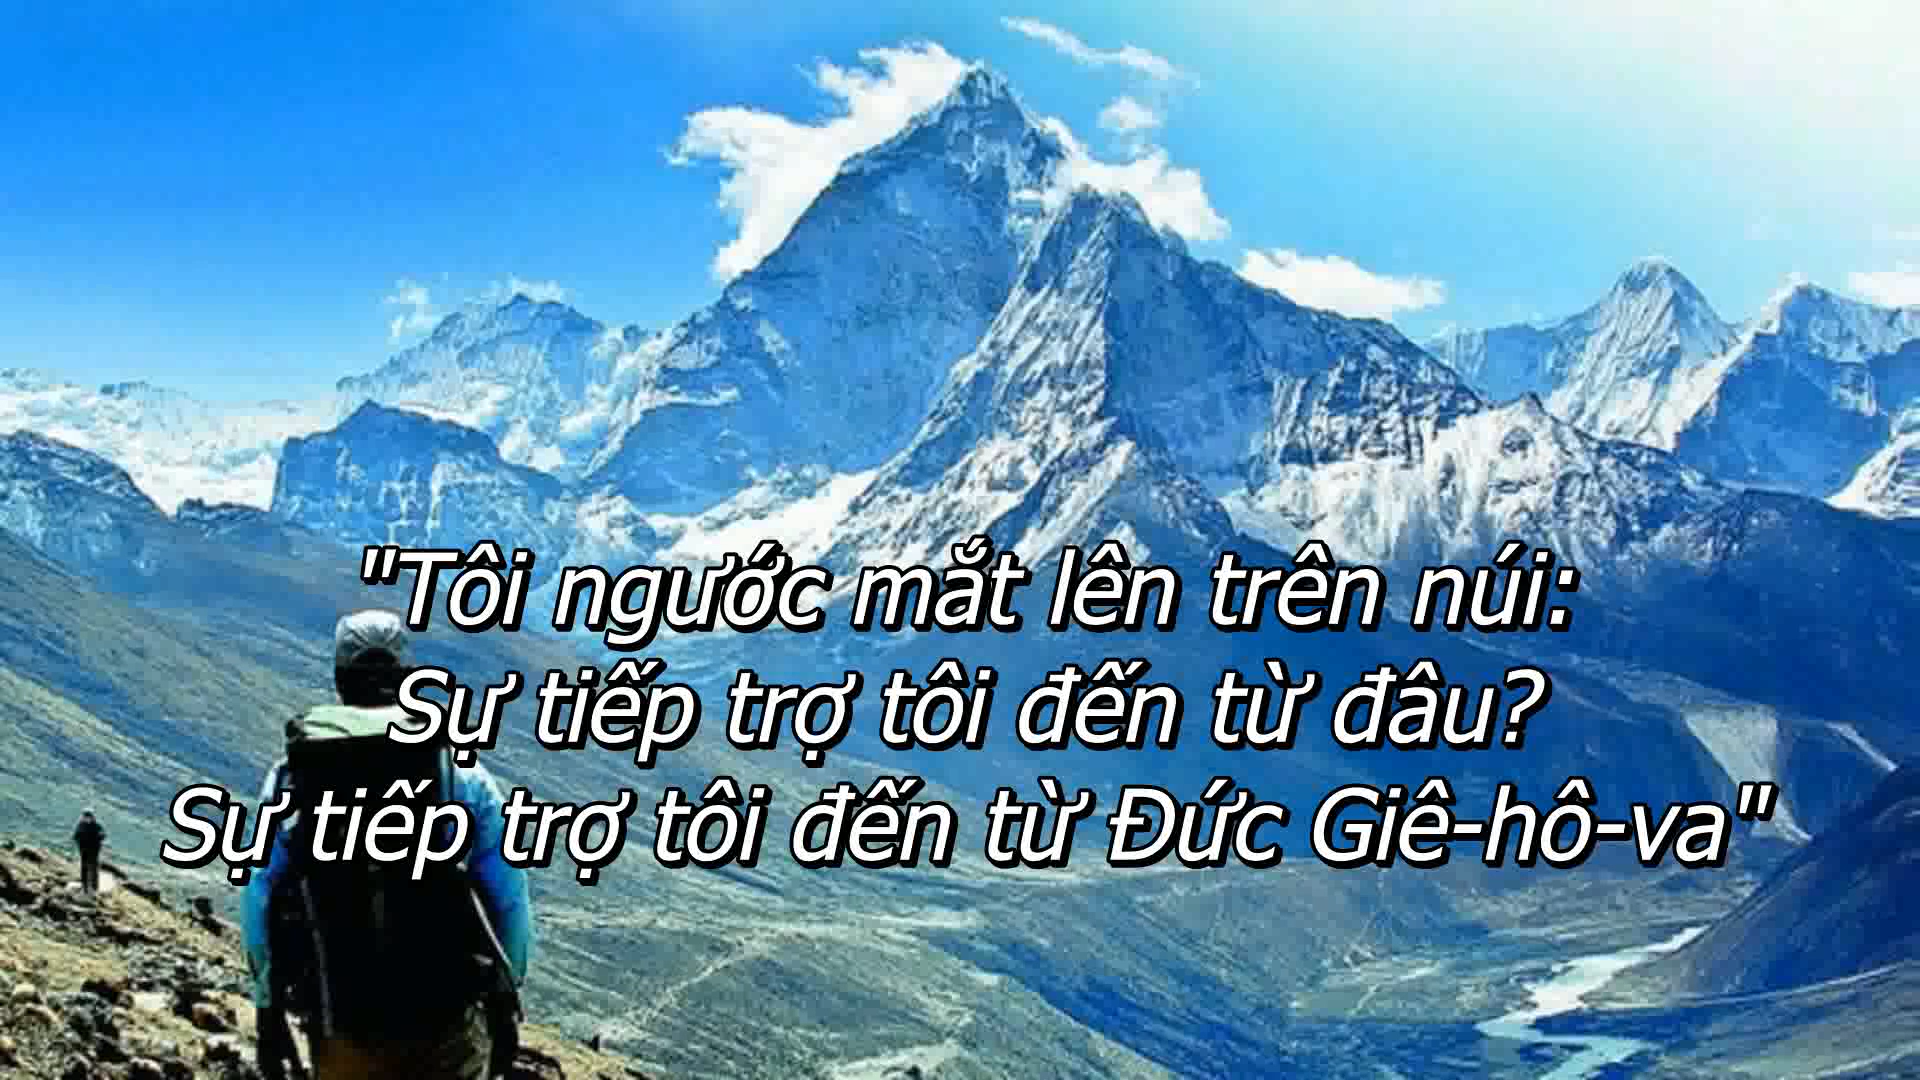 "Tôi ngước mắt lên trên núi:
Sự tiếp trợ tôi đến từ đâu?
Sự tiếp trợ tôi đến từ Đức Giê-hô-va"